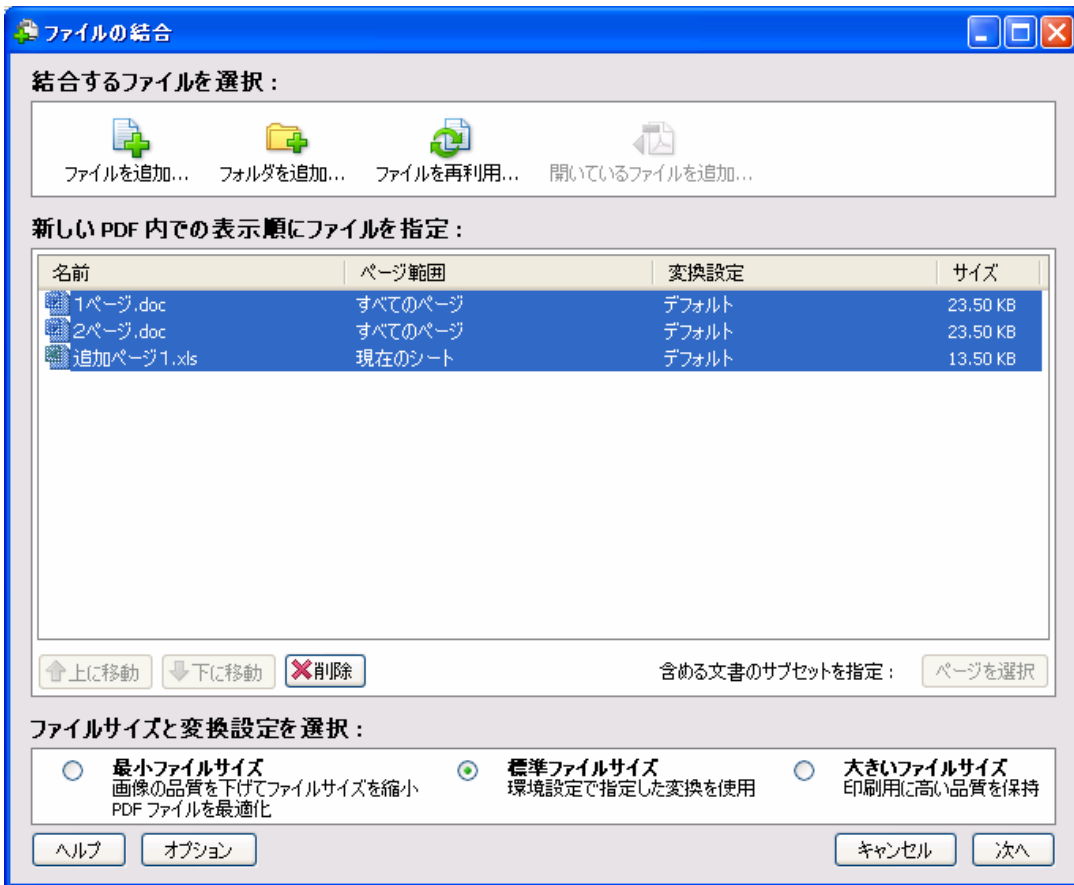 ファイルの結合
結合するファイルを選択：
ファイルを追加... フォルダを追加... ファイルを再利用... 開いているファイルを追加...
新しい PDF 内での表示順にファイルを指定：
名前 ページ範囲 変換設定 サイズ
1ページ.doc すべてのページ デフォルト 23.50 KB
2ページ.doc すべてのページ デフォルト 23.50 KB
追加ページ1.xls 現在のシート デフォルト 13.50 KB
上に移動 下に移動 削除 含める文書のサブセットを指定： ページを選択
ファイルサイズと変換設定を選択：
最小ファイルサイズ 標準ファイルサイズ 大きいファイルサイズ
画像の品質を下げてファイルサイズを縮小 環境設定で指定した変換を使用 印刷用に高い品質を保持
PDF ファイルを最適化
ヘルプ オプション キャンセル 次へ